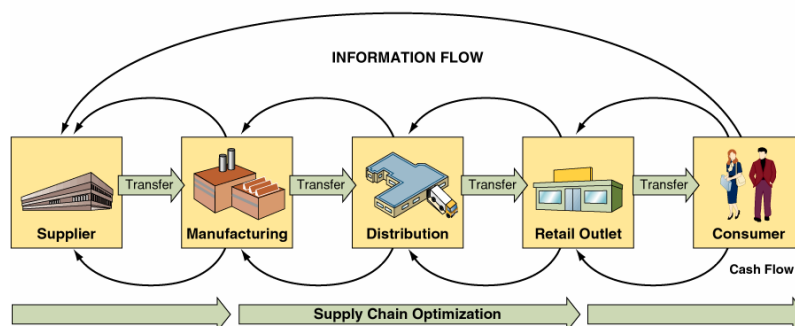 INFORMATION FLOW
Transfer
Transfer
Transfer
Transfer
Supplier
Manufacturing
Distribution
Retail Outlet
Consumer
Cash Flow
Supply Chain Optimization